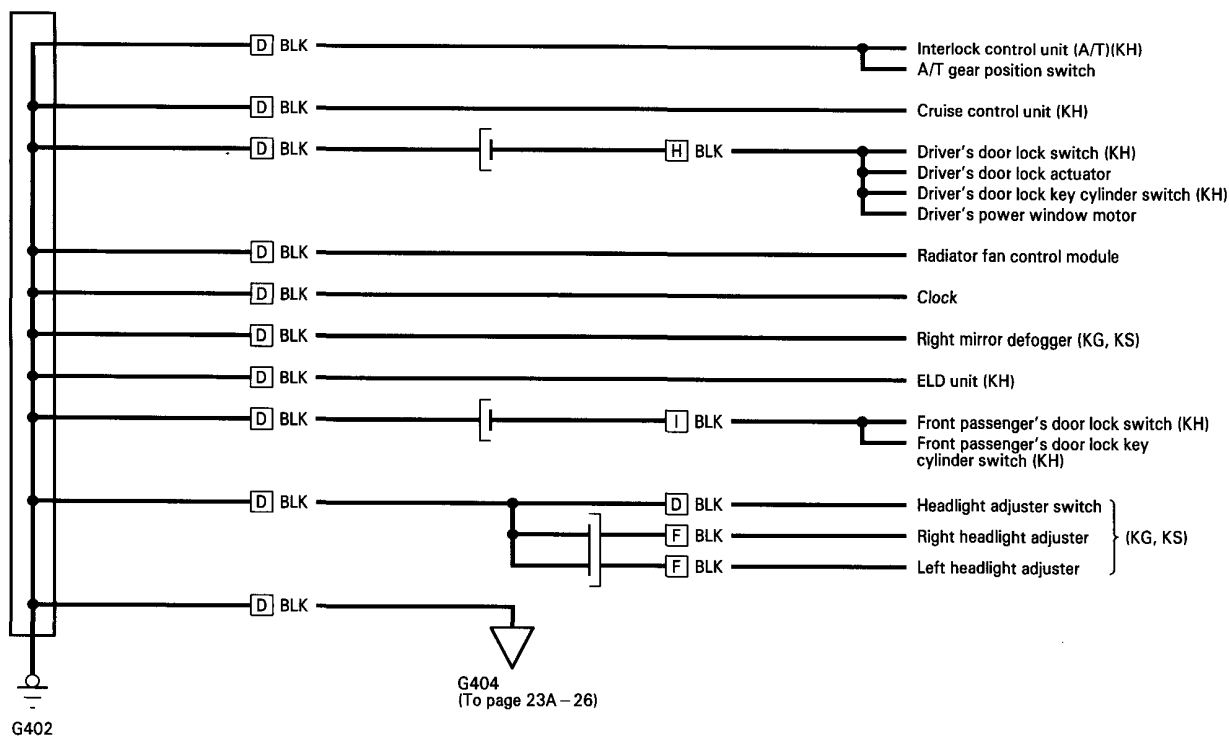 D BLK Interlock control unit (A/T)(KH)
A/T gear position switch
D BLK Cruise control unit (KH)
D BLK H BLK Driver's door lock switch (KH)
Driver's door lock actuator
Driver's door lock key cylinder switch (KH)
Driver's power window motor
D BLK Radiator fan control module
D BLK Clock
D BLK Right mirror defogger (KG, KS)
D BLK ELD unit (KH)
D BLK I BLK Front passenger's door lock switch (KH)
Front passenger's door lock key
cylinder switch (KH)
D BLK D BLK Headlight adjuster switch
F BLK Right headlight adjuster (KG, KS)
F BLK Left headlight adjuster
D BLK
G404
(To page 23A–26)
G402